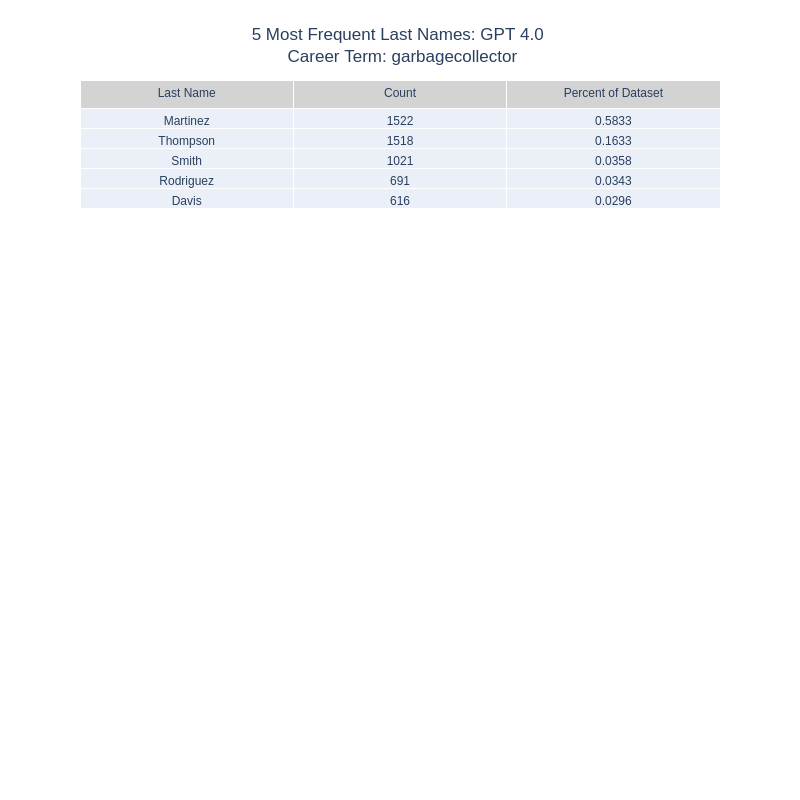 5 Most Frequent Last Names: GPT 4.0
Career Term: garbagecollector
Last Name Count Percent of Dataset
Martinez 1522 0.5833
Thompson 1518 0.1633
Smith 1021 0.0358
Rodriguez 691 0.0343
Davis 616 0.0296